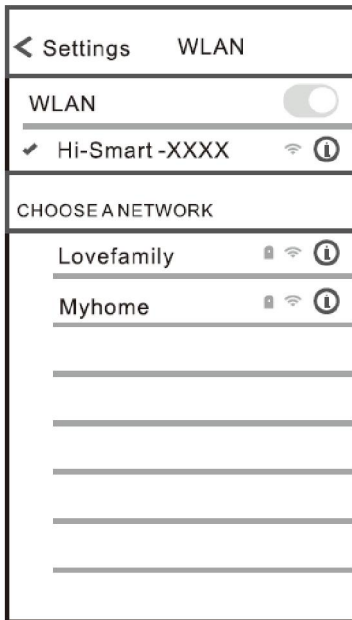 Settings WLAN
WLAN
Hi-Smart -XXXX
CHOOSE A NETWORK
Lovefamily
Myhome